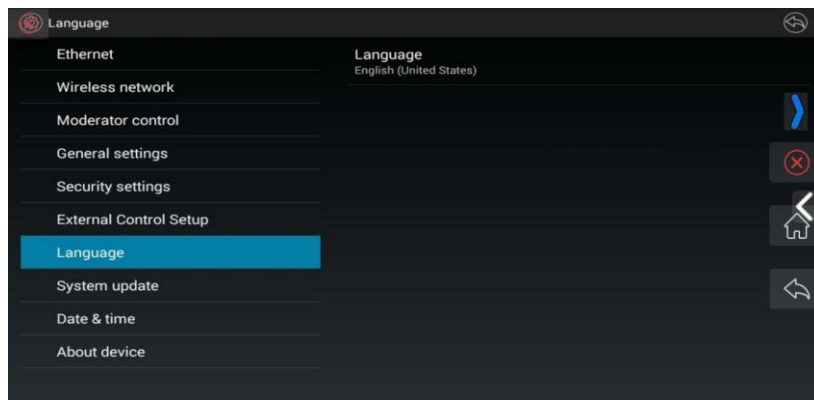 Language
Ethernet
Wireless network
Moderator control
General settings
Security settings
External Control Setup
Language
System update
Date & time
About device
Language
English (United States)